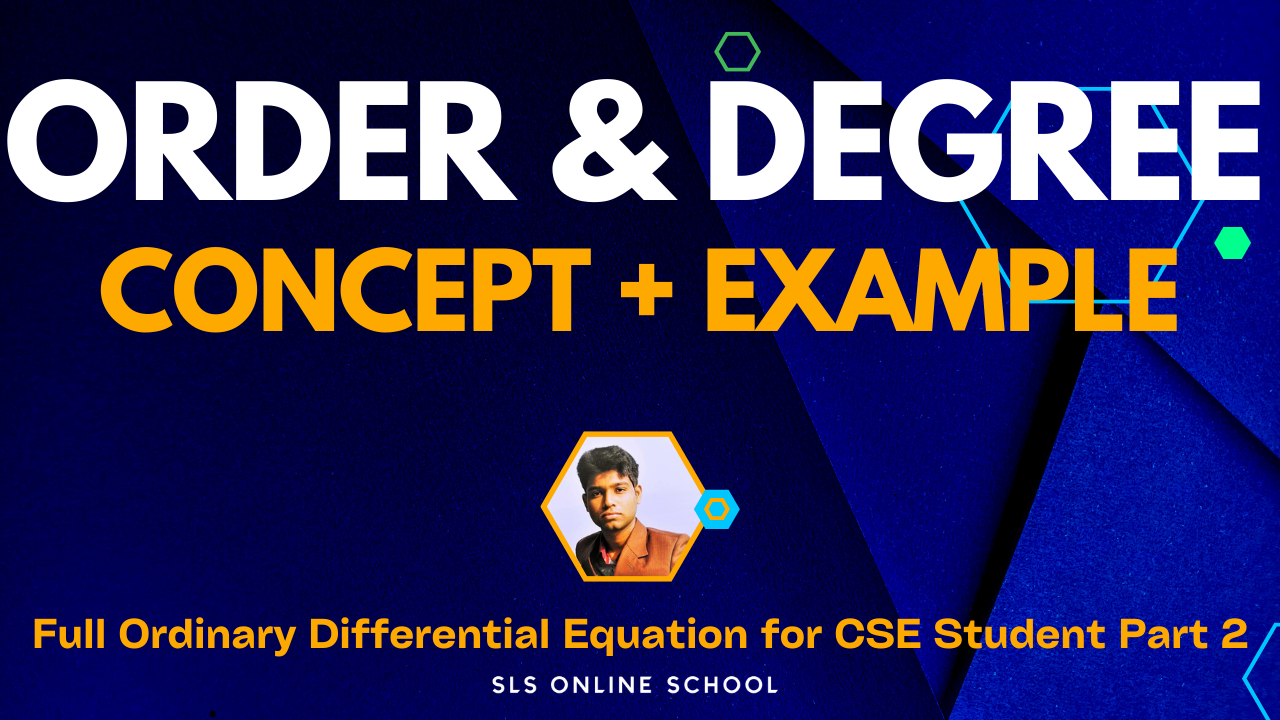 ORDER & DEGREE
CONCEPT + EXAMPLE
Full Ordinary Differential Equation for CSE Student Part 2
SLS ONLINE SCHOOL